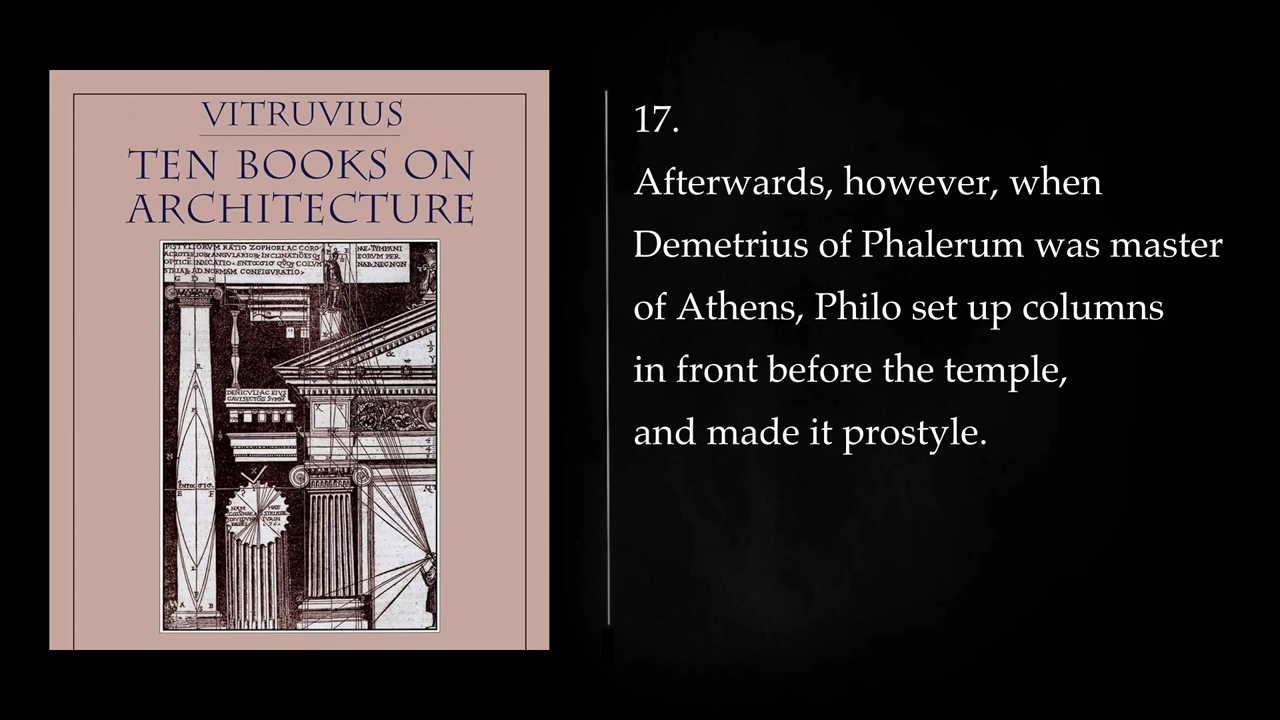 VITRUVIUS
TEN BOOKS ON
ARCHITECTURE
17.
Afterwards, however, when
Demetrius of Phalerum was master
of Athens, Philo set up columns
in front before the temple,
and made it prostyle.